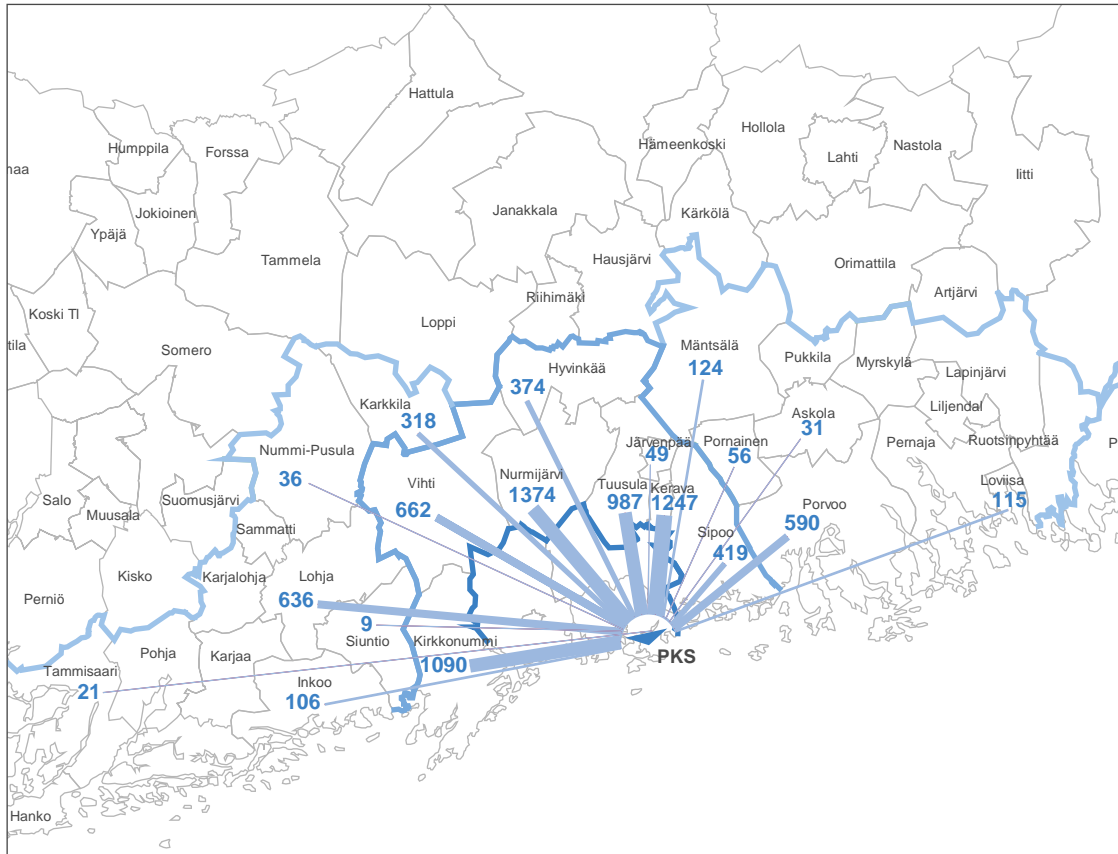 Hattula
Hollola
Humppila
Forssa
Hämeenkoski
Lahti
Nastola
naa
Iitti
Jokioinen
Ypäjä
Janakkala
Kärkölä
Tammela
Hausjärvi
Orimattila
Artjärvi
Riihimäki
Koski Tl
Loppi
tila
Somero
Mäntsälä
124
Pukkila
Myrskylä
Hyvinkää
374
Lapinjärvi
Karkkila
318
Askola
31
Liljendal
Nummi-Pusula
36
Järvenpää
49
Pornainen
56
Pernaja
Ruotsinpyhtää
P
Vihti
662
Nurmijärvi
1374
Tuusula
987
Kerava
1247
Loviisa
115
Salo
Muusala
Suomusjärvi
Sammatti
Porvoo
590
Sipoo
419
Kisko
Karjalohja
Lohja
636
Perniö
9
Siuntio
Kirkkonummi
1090
PKS
Tammisaari
21
Pohja
Karjaa
Inkoo
106
Hanko